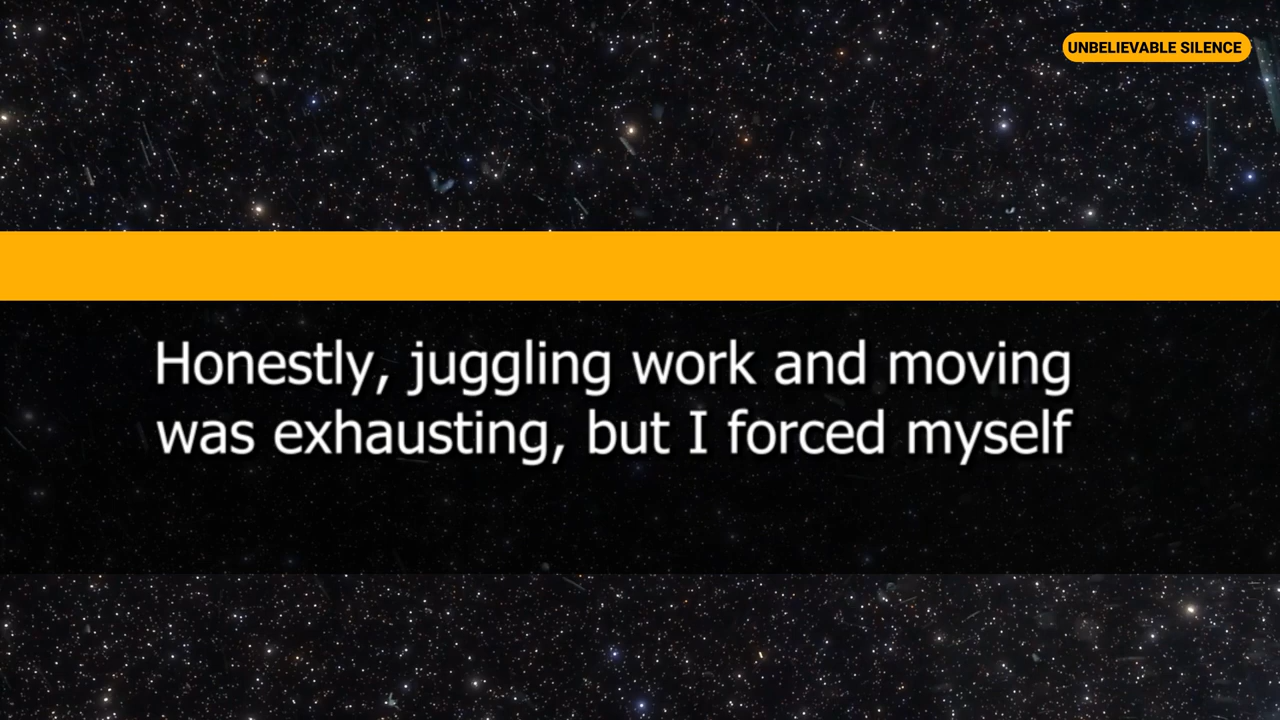 UNBELIEVABLE SILENCE
Honestly, juggling work and moving
was exhausting, but I forced myself